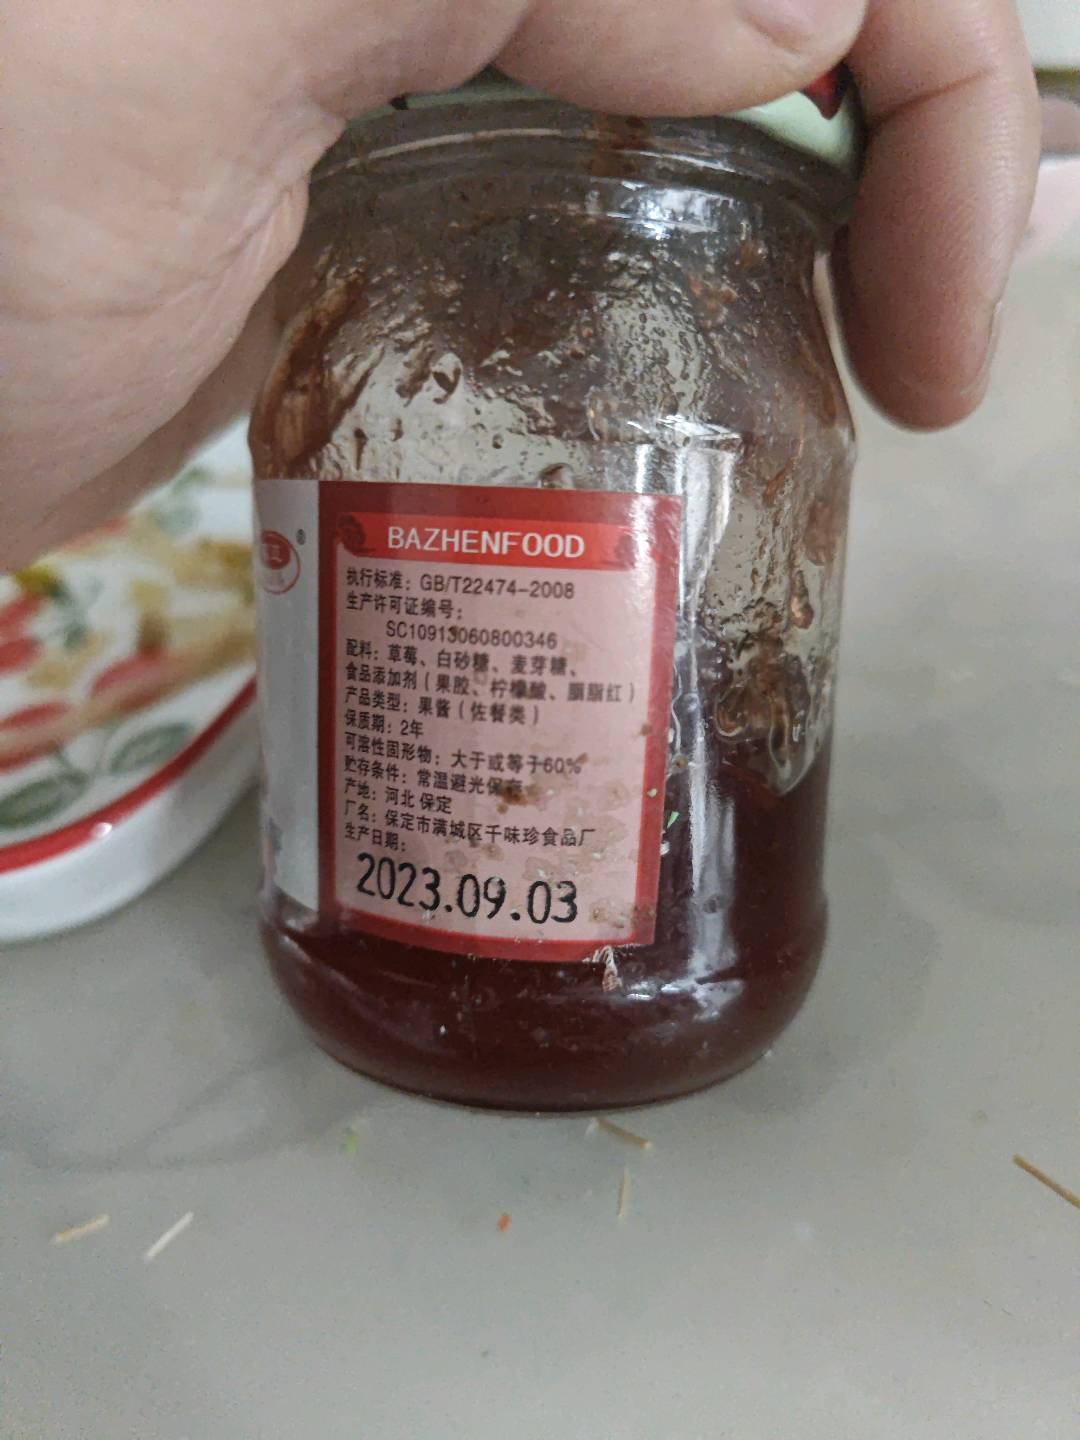 BAZHENFOOD
®
执行标准：GB/T22474-2008
生产许可证编号：
SC10913060800346
配料：草莓、白砂糖、麦芽糖、
食品添加剂（果胶、柠檬酸、胭脂红）
产品类型：果酱（佐餐类）
保质期：2年
可溶性固形物：大于或等于60%
贮存条件：常温避光保存
产地：河北 保定
厂名：保定市满城区千味珍食品厂
生产日期：
2023.09.03